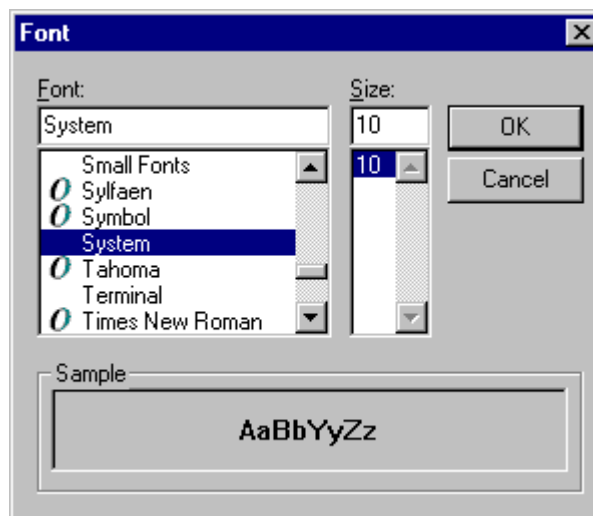 Font
Font:
Size:
System
10
OK
Small Fonts
10
Sylfaen
Cancel
Symbol
System
Tahoma
Terminal
Times New Roman
Sample
AaBbYyZz